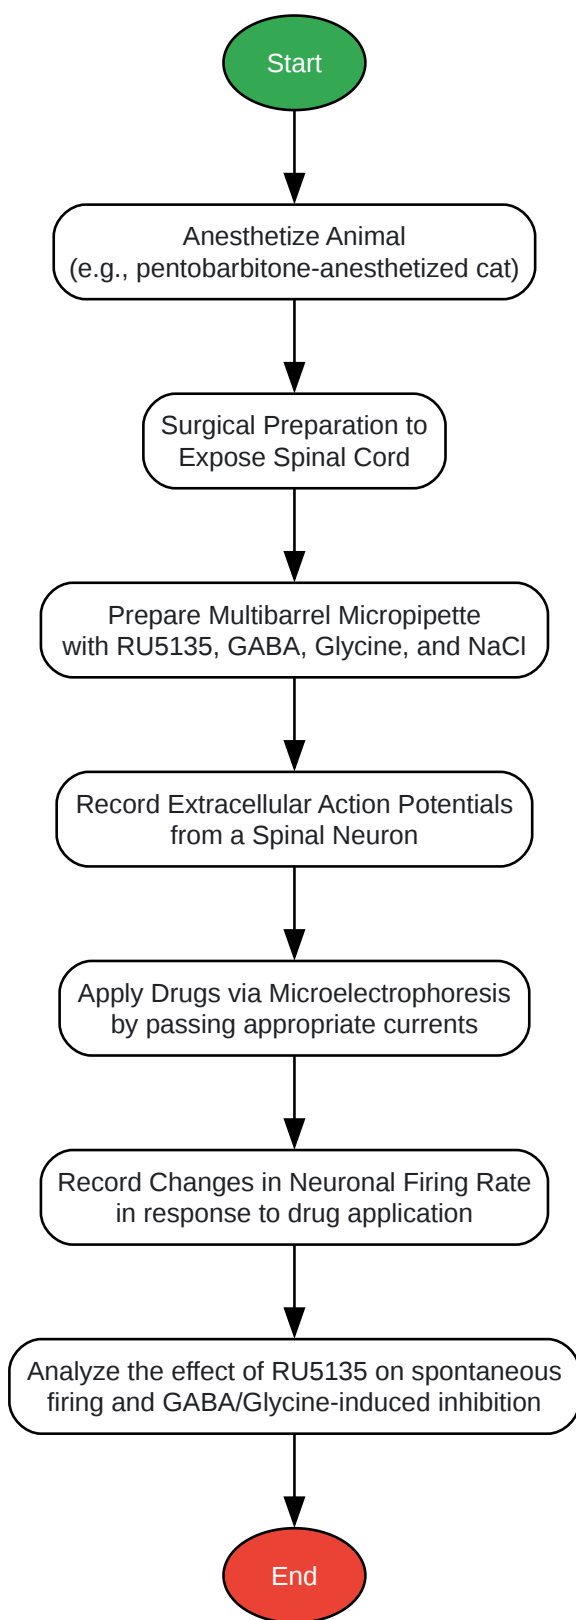 Start
Anesthetize Animal
(e.g., pentobarbitone-anesthetized cat)
Surgical Preparation to
Expose Spinal Cord
Prepare Multibarrel Micropipette
with RU5135, GABA, Glycine, and NaCl
Record Extracellular Action Potentials
from a Spinal Neuron
Apply Drugs via Microelectrophoresis
by passing appropriate currents
Record Changes in Neuronal Firing Rate
in response to drug application
Analyze the effect of RU5135 on spontaneous
firing and GABA/Glycine-induced inhibition
End